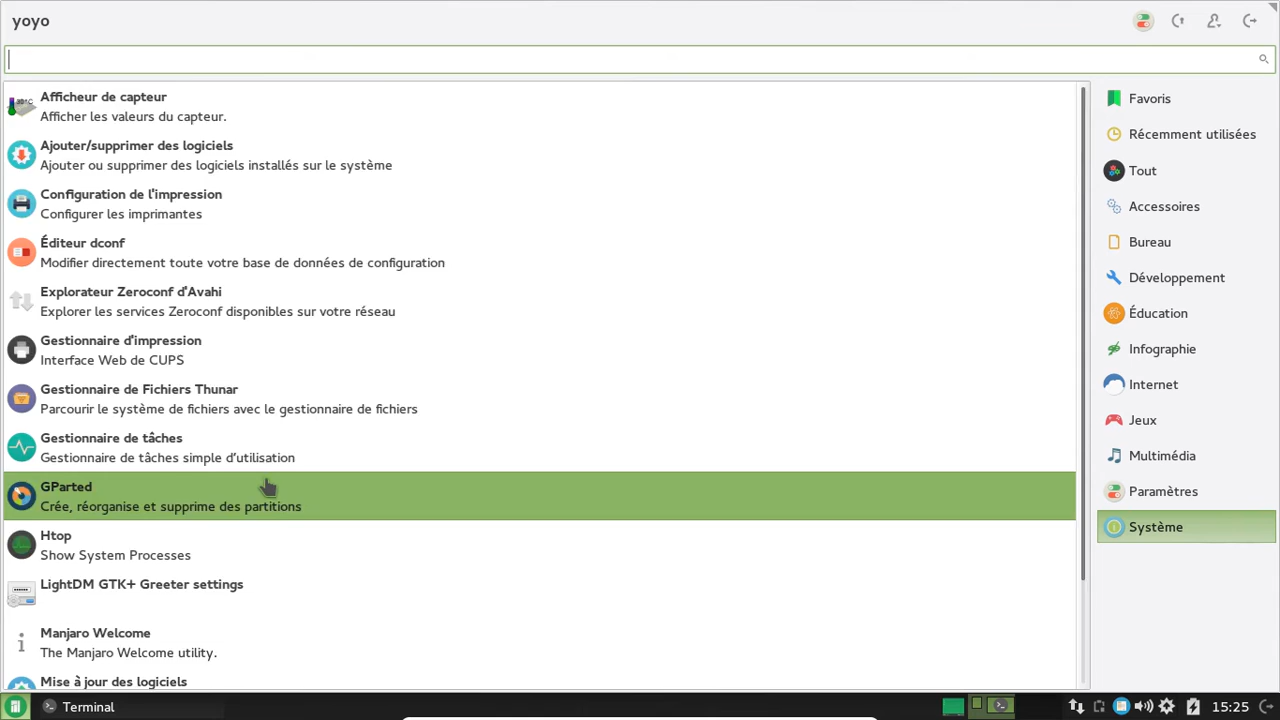 yoyo
Afficheur de capteur
Afficher les valeurs du capteur.
Ajouter/supprimer des logiciels
Ajouter ou supprimer des logiciels installés sur le système
Configuration de l'impression
Configurer les imprimantes
Éditeur dconf
Modifier directement toute votre base de données de configuration
Explorateur Zeroconf d'Avahi
Explorer les services Zeroconf disponibles sur votre réseau
Gestionnaire d'impression
Interface Web de CUPS
Gestionnaire de Fichiers Thunar
Parcourir le système de fichiers avec le gestionnaire de fichiers
Gestionnaire de tâches
Gestionnaire de tâches simple d’utilisation
GParted
Crée, réorganise et supprime des partitions
Htop
Show System Processes
LightDM GTK+ Greeter settings
Manjaro Welcome
The Manjaro Welcome utility.
Mise à jour des logiciels
Favoris
Récemment utilisées
Tout
Accessoires
Bureau
Développement
Éducation
Infographie
Internet
Jeux
Multimédia
Paramètres
Système
Terminal
15:25